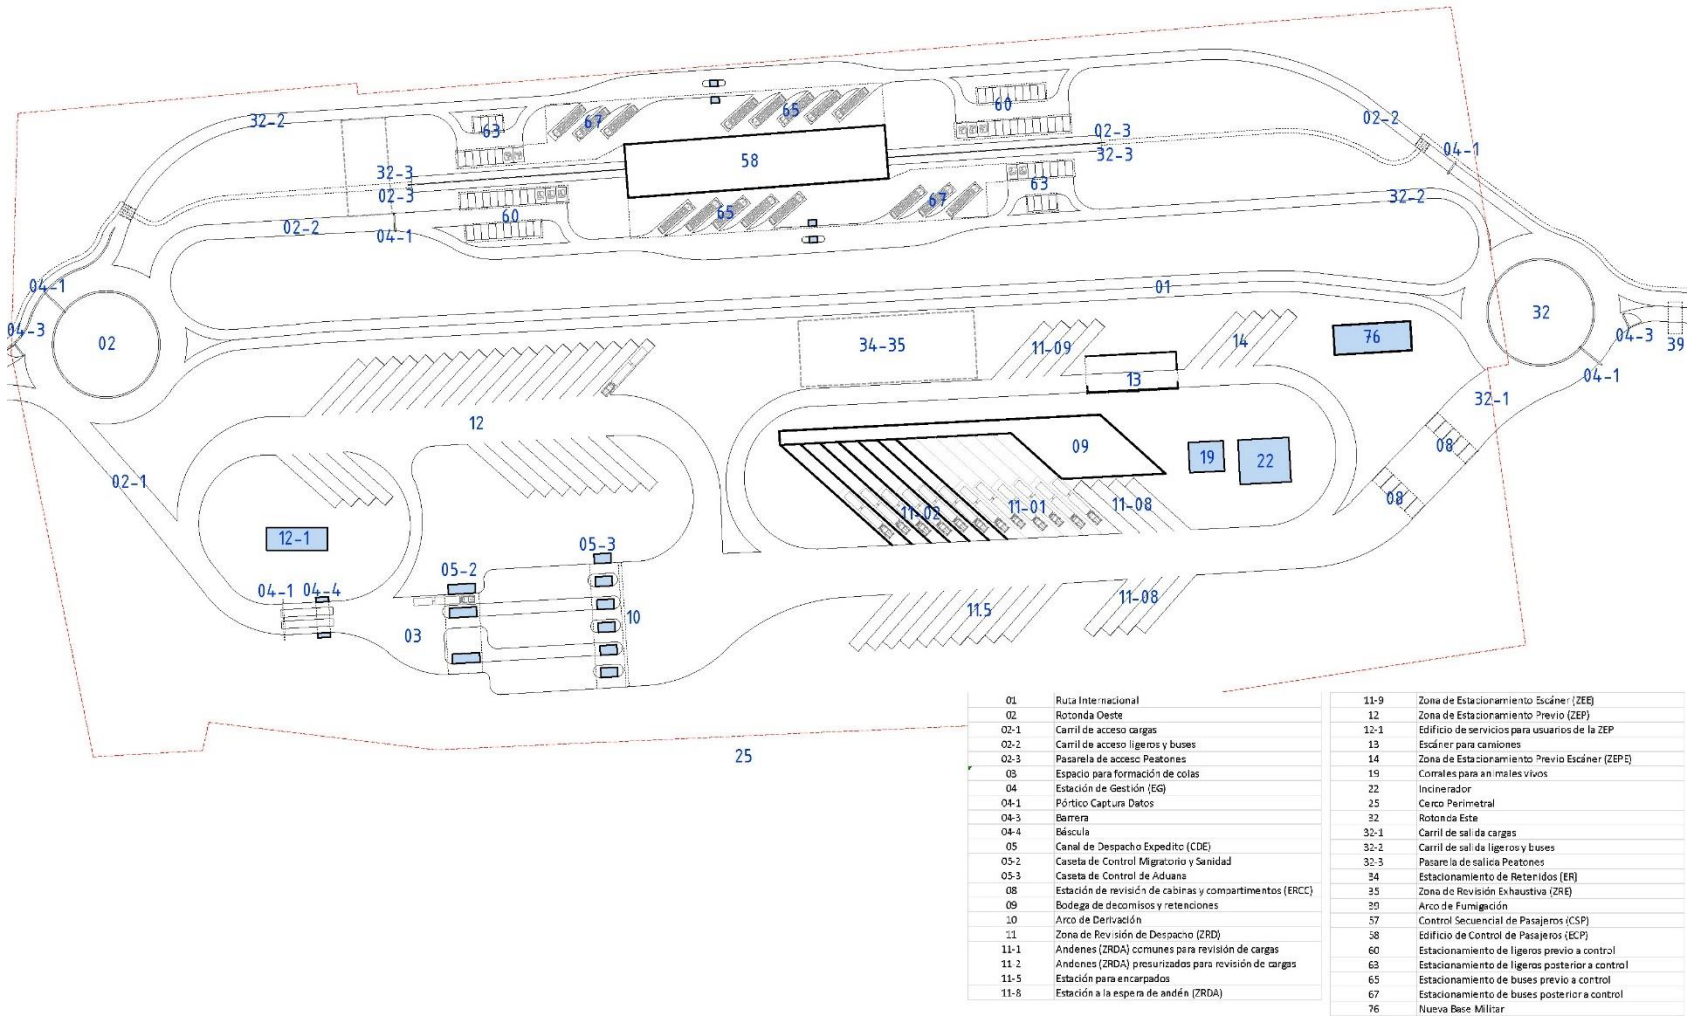 32-2
63
67
65
60
02-2
04-1
02-3
32-3
58
32-3
02-3
60
02-2
04-1
65
67
63
32-2
04-1
04-3
02
01
32
04-3
39
04-1
34-35
11-09
14
76
13
32-1
12
09
19
22
08
08
02-1
12-1
11-02
11-01
11-08
05-3
05-2
04-1
04-4
03
10
11.5
11-08
25
01 Ruta Internacional
02 Rotonda Oeste
02-1 Carril de acceso cargas
02-2 Carril de acceso ligeros y buses
02-3 Pasarela de acceso Peatones
03 Espacio para formación de colas
04 Estación de Gestión (EG)
04-1 Pórtico Captura Datos
04-3 Barrera
04-4 Báscula
05 Canal de Despacho Expedito (CDE)
05-2 Caseta de Control Migratorio y Sanidad
05-3 Caseta de Control de Aduana
08 Estación de revisión de cabinas y compartimentos (ERCC)
09 Bodega de decomisos y retenciones
10 Arco de Derivación
11 Zona de Revisión de Despacho (ZRD)
11-1 Andenes (ZRDA) comunes para revisión de cargas
11-2 Andenes (ZRDA) presurizados para revisión de cargas
11-5 Estación para encarpados
11-8 Estación a la espera de andén (ZRDA)
11-9 Zona de Estacionamiento Escáner (ZEE)
12 Zona de Estacionamiento Previo (ZEP)
12-1 Edificio de servicios para usuarios de la ZEP
13 Escáner para camiones
14 Zona de Estacionamiento Previo Escáner (ZEPE)
19 Corrales para animales vivos
22 Incinerador
25 Cerco Perimetral
32 Rotonda Este
32-1 Carril de salida cargas
32-2 Carril de salida ligeros y buses
32-3 Pasarela de salida Peatones
34 Estacionamiento de Retenidos (ER)
35 Zona de Revisión Exhaustiva (ZRE)
39 Arco de Fumigación
57 Control Secuencial de Pasajeros (CSP)
58 Edificio de Control de Pasajeros (ECP)
60 Estacionamiento de ligeros previo a control
63 Estacionamiento de ligeros posterior a control
65 Estacionamiento de buses previo a control
67 Estacionamiento de buses posterior a control
76 Nueva Base Militar